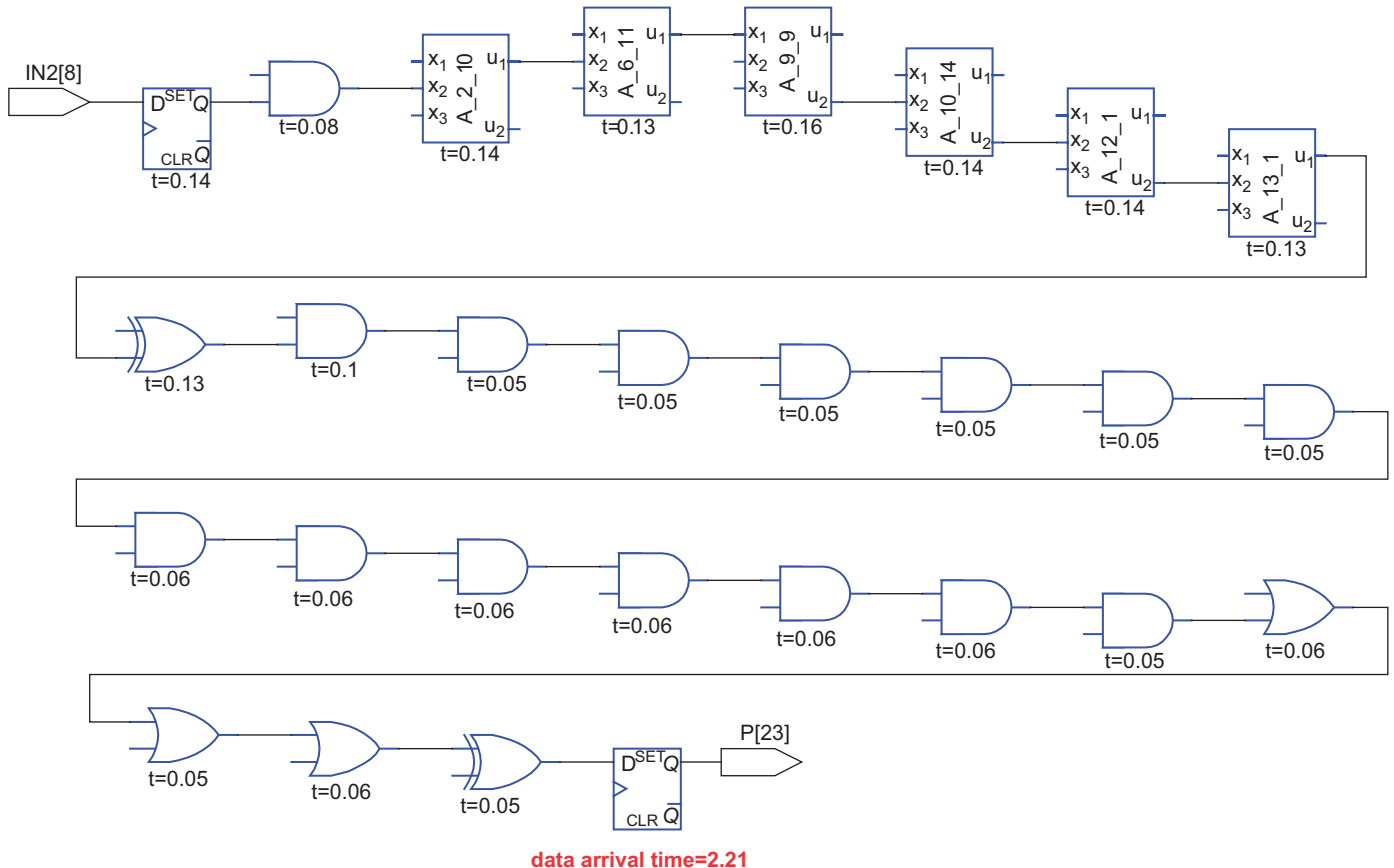 IN2[8]
D SET Q
CLR Q
t=0.14
t=0.08
x1 u1
x2
x3 u2
A_2_10
t=0.14
x1 u1
x2
x3 u2
A_6_11
t=0.13
x1 u1
x2
x3 u2
A_9_9
t=0.16
x1 u1
x2
x3 u2
A_10_14
t=0.14
x1 u1
x2
x3 u2
A_12_1
t=0.14
x1 u1
x2
x3 u2
A_13_1
t=0.13
t=0.13
t=0.1
t=0.05
t=0.05
t=0.05
t=0.05
t=0.05
t=0.05
t=0.06
t=0.06
t=0.06
t=0.06
t=0.06
t=0.06
t=0.05
t=0.06
t=0.05
t=0.06
t=0.05
D SET Q
CLR Q
P[23]
data arrival time=2.21